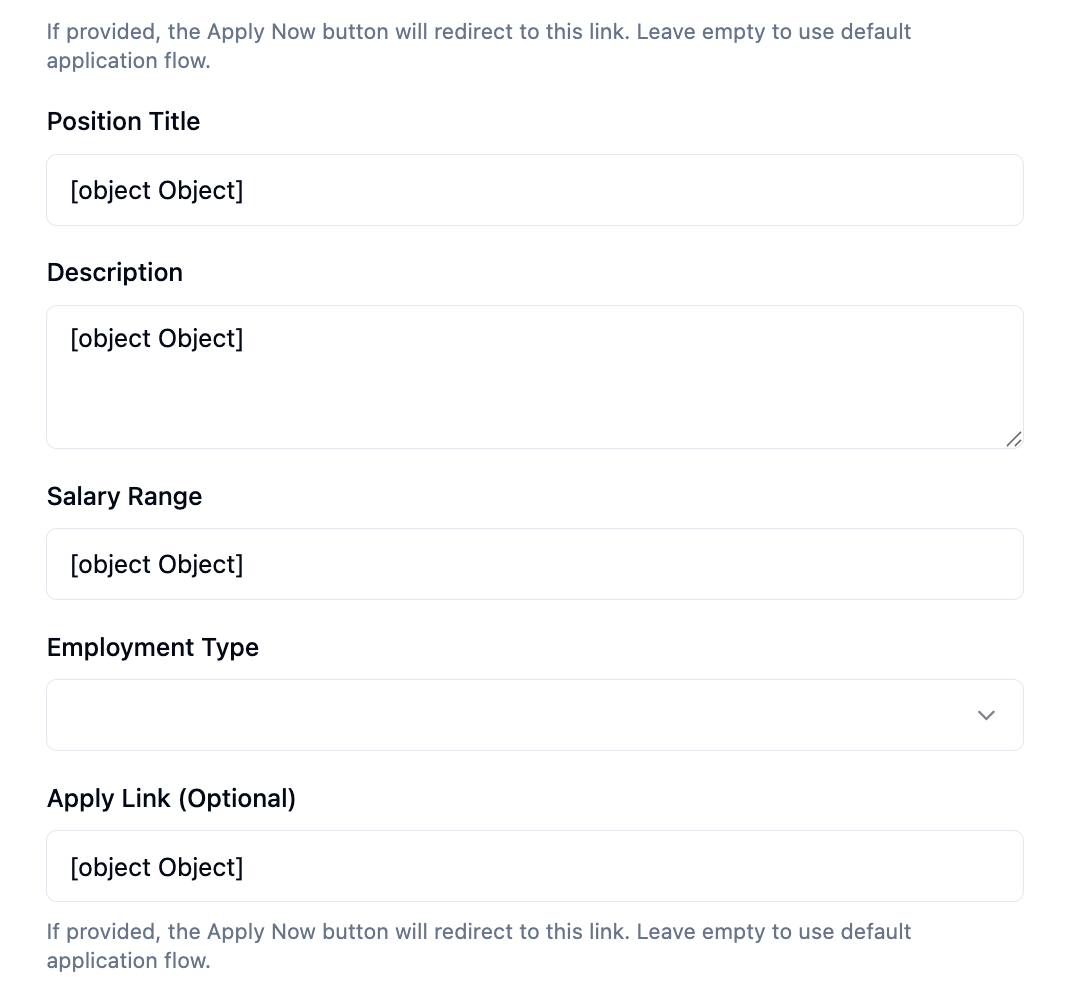 If provided, the Apply Now button will redirect to this link. Leave empty to use default
application flow.
Position Title
[object Object]
Description
[object Object]
Salary Range
[object Object]
Employment Type
Apply Link (Optional)
[object Object]
If provided, the Apply Now button will redirect to this link. Leave empty to use default
application flow.